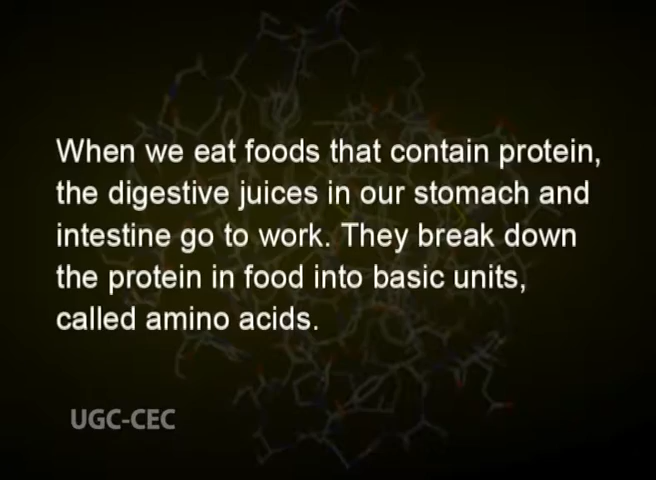 When we eat foods that contain protein,
the digestive juices in our stomach and
intestine go to work. They break down
the protein in food into basic units,
called amino acids.
UGC-CEC